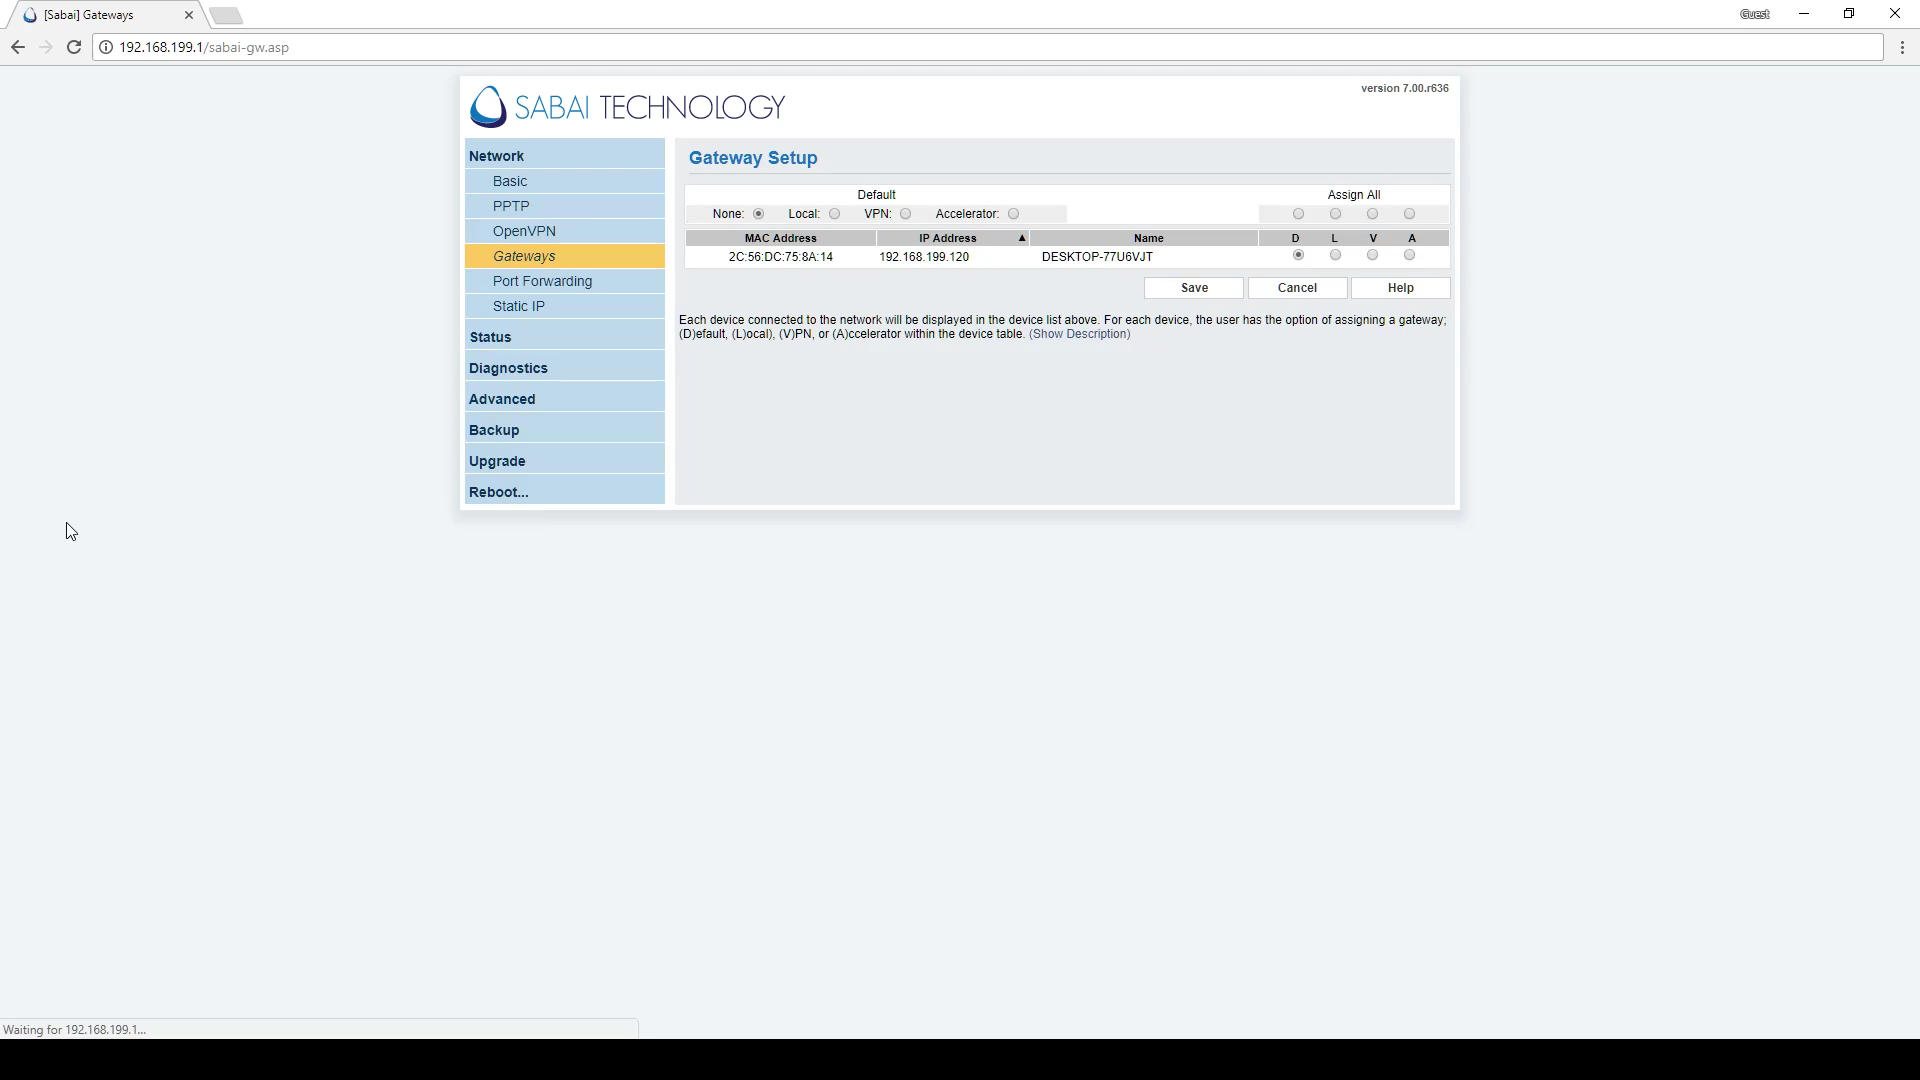 [Sabai] Gateways
Guest
192.168.199.1/sabai-gw.asp
SABAI TECHNOLOGY
version 7.00.r636
Network
Basic
PPTP
OpenVPN
Gateways
Port Forwarding
Static IP
Status
Diagnostics
Advanced
Backup
Upgrade
Reboot...
Gateway Setup
Default Assign All
None: Local: VPN: Accelerator:
MAC Address IP Address ▲ Name D L V A
2C:56:DC:75:8A:14 192.168.199.120 DESKTOP-77U6VJT
Save Cancel Help
Each device connected to the network will be displayed in the device list above. For each device, the user has the option of assigning a gateway;
(D)efault, (L)ocal), (V)PN, or (A)ccelerator within the device table. (Show Description)
Waiting for 192.168.199.1...